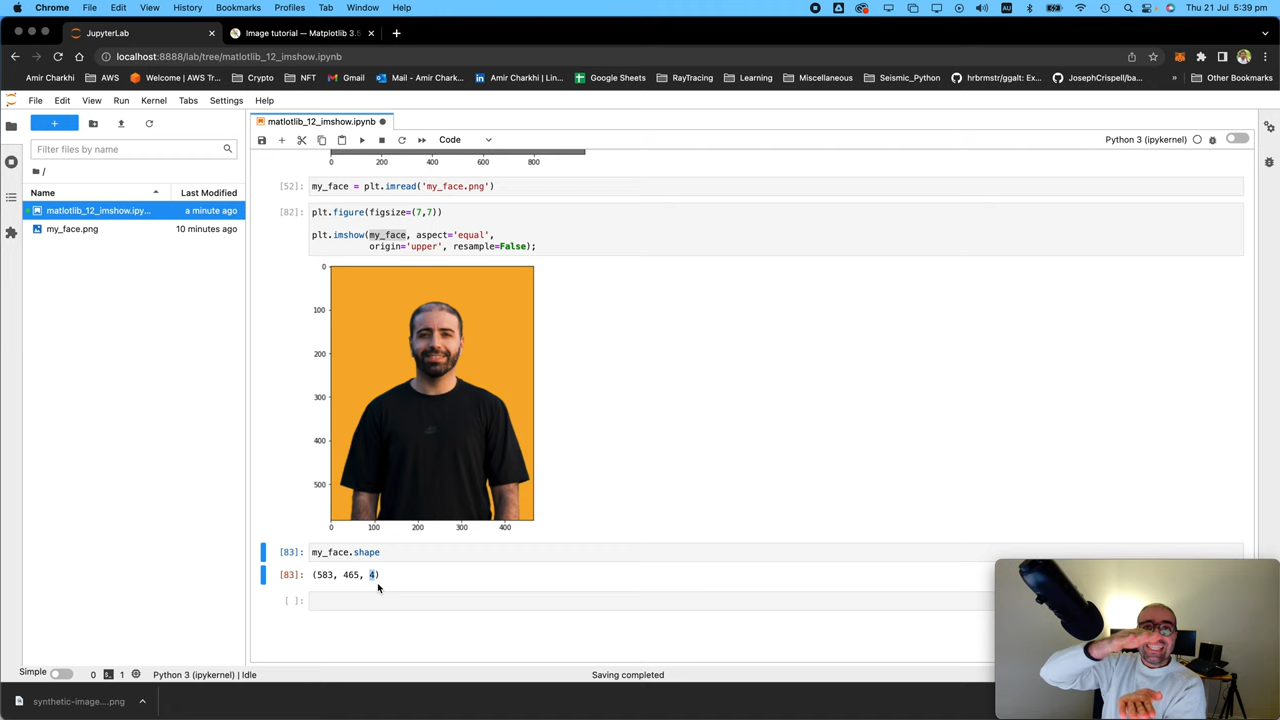 Chrome File Edit View History Bookmarks Profiles Tab Window Help AU Thu 21 Jul 5:39 pm
JupyterLab Image tutorial — Matplotlib 3.5
localhost:8888/lab/tree/matlotlib_12_imshow.ipynb
Amir Charkhi AWS Welcome | AWS Tra... Crypto NFT Gmail Mail - Amir Charkhi |... Amir Charkhi | Lin... Google Sheets RayTracing Learning Miscellaneous Seismic_Python hrbrmstr/ggalt: Ex... JosephCrispell/ba... » Other Bookmarks
File Edit View Run Kernel Tabs Settings Help
matlotlib_12_imshow.ipynb
Filter files by name
Code
Python 3 (ipykernel)
/
Name Last Modified
matlotlib_12_imshow.ipy... a minute ago
my_face.png 10 minutes ago
0 200 400 600 800
[52]: my_face = plt.imread('my_face.png')
[82]: plt.figure(figsize=(7,7))
plt.imshow(my_face, aspect='equal',
origin='upper', resample=False);
0
100
200
300
400
500
0 100 200 300 400
[83]: my_face.shape
[83]: (583, 465, 4)
[ ]:
Simple 0 1 Python 3 (ipykernel) | Idle Saving completed
synthetic-image....png